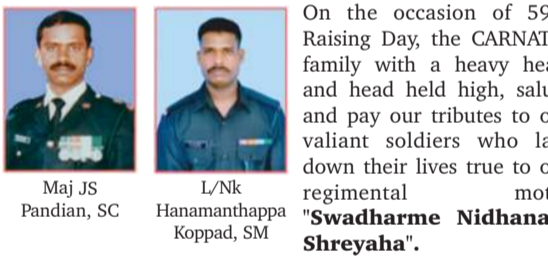 Maj JS
Pandian, SC
L/Nk
Hanamanthappa
Koppad, SM
On the occasion of 59
Raising Day, the CARNAT
family with a heavy hea
and head held high, salu
and pay our tributes to o
valiant soldiers who la
down their lives true to o
regimental mot
"Swadharme Nidhana
Shreyaha".